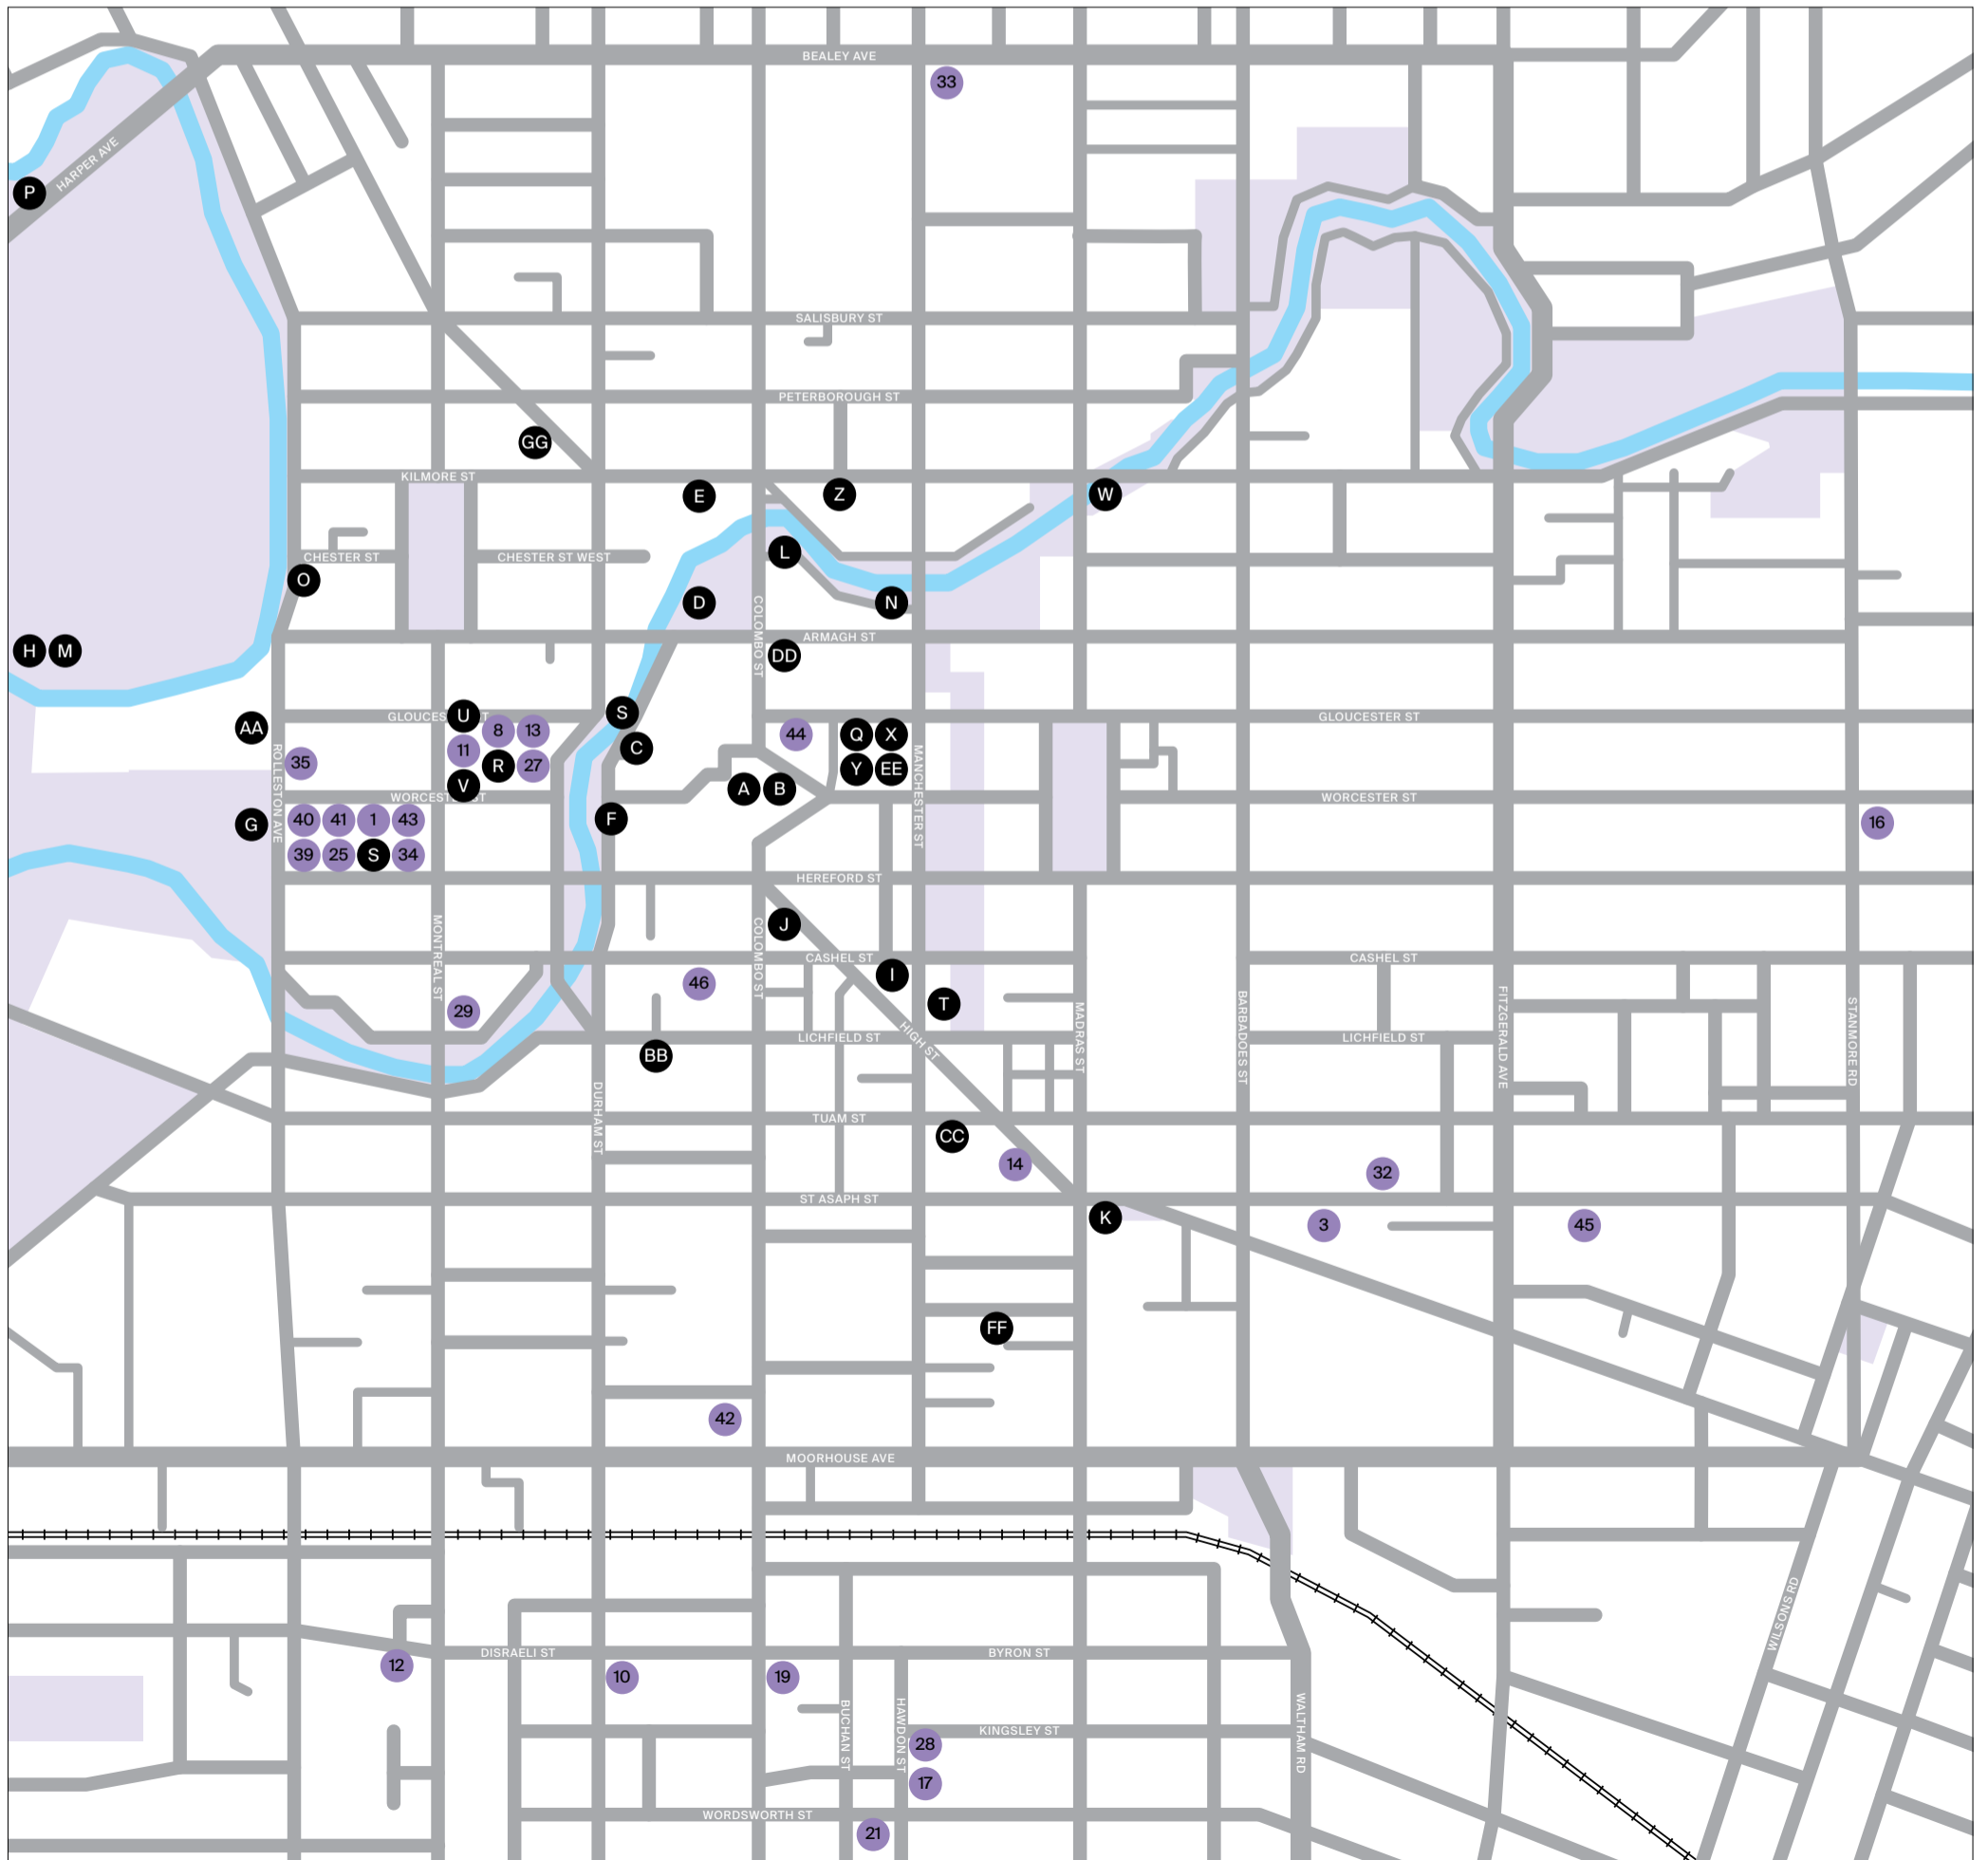 BEALEY AVE
33
HARPER AVE
P
SALISBURY ST
PETERBOROUGH ST
GG
KILMORE ST
E
Z
W
CHESTER ST
CHESTER ST WEST
L
O
D
N
COLOMBO ST
ARMAGH ST
H
M
DD
GLOUCES
T
U
S
GLOUCESTER ST
AA
8
13
44
Q
X
11
C
35
R
27
Y
EE
ROLLESTON AVE
V
A
B
MANCHESTER ST
WORCEST
ST
WORCESTER ST
G
40
41
1
43
F
16
39
25
S
34
HEREFORD ST
MONTREAL ST
J
COLOMBO ST
CASHEL ST
CASHEL ST
I
46
T
29
HIGH ST
MADRAS ST
BARBADOES ST
FITZGERALD AVE
STANMORE RD
LICHFIELD ST
LICHFIELD ST
BB
DURHAM ST
TUAM ST
CC
14
32
ST ASAPH ST
K
3
45
FF
42
MOORHOUSE AVE
WILSONS RD
DISRAELI ST
BYRON ST
12
10
19
BUCHAN ST
HAWDON ST
WALTHAM RD
KINGSLEY ST
28
17
WORDSWORTH ST
21